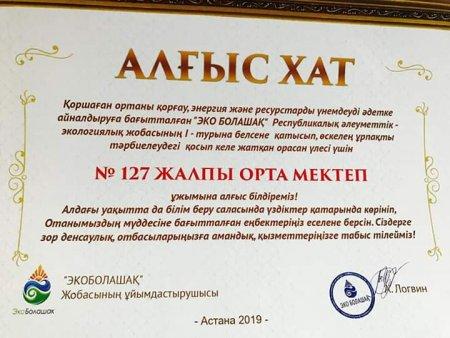 АЛҒЫС ХАТ
Қоршаған ортаны қорғау, энергия және ресурстарды үнемдеуді әдетке
айналдыруға бағытталған "ЭКО БОЛАШАҚ" Республикалық әлеуметтік -
экологиялық жобасының I - турына белсене қатысып, өскелең ұрпақты
тәрбиелеудегі қосып келе жатқан орасан үлесі үшін
№ 127 ЖАЛПЫ ОРТА МЕКТЕП
ұжымына алғыс білдіреміз!
Алдағы уақытта да білім беру саласында үздіктер қатарында көрініп,
Отанымыздың мүддесіне бағытталған еңбектеріңіз еселене берсін. Сіздерге
зор денсаулық, отбасыларыңызға амандық, қызметтеріңізге табыс тілейміз!
"ЭКОБОЛАШАҚ"
Жобасының ұйымдастырушысы
ЭкоБолашақ
ЭКО БОЛАШАҚ
Логвин
- Астана 2019 -